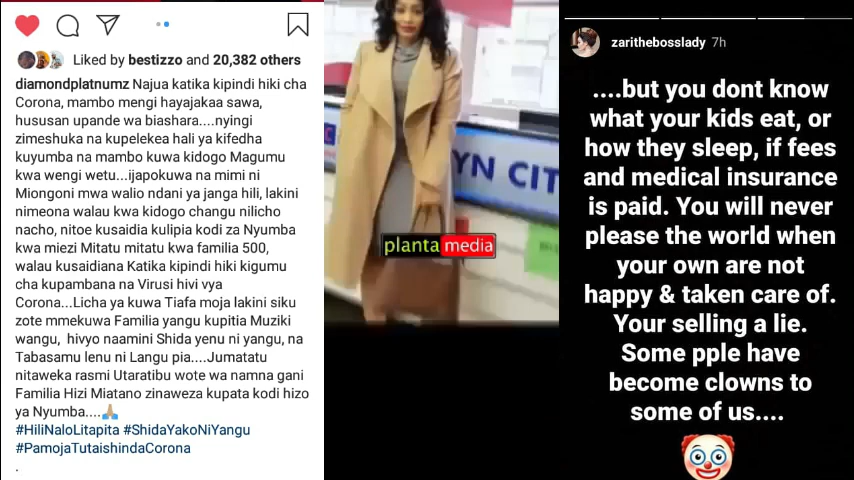 Liked by bestizzo and 20,382 others
diamondplatnumz Najua katika kipindi hiki cha
Corona, mambo mengi hayajakaa sawa,
hususan upande wa biashara....nyingi
zimeshuka na kupelekea hali ya kifedha
kuyumba na mambo kuwa kidogo Magumu
kwa wengi wetu...ijapokuwa na mimi ni
Miongoni mwa walio ndani ya janga hili, lakini
nimeona walau kwa kidogo changu nilicho
nacho, nitoe kusaidia kulipia kodi za Nyumba
kwa miezi Mitatu mitatu kwa familia 500,
walau kusaidiana Katika kipindi hiki kigumu
cha kupambana na Virusi hivi vya
Corona...Licha ya kuwa Tiafa moja lakini siku
zote mmekuwa Familia yangu kupitia Muziki
wangu,  hivyo naamini Shida yenu ni yangu, na
Tabasamu lenu ni Langu pia....Jumatatu
nitaweka rasmi Utaratibu wote wa namna gani
Familia Hizi Miatano zinaweza kupata kodi hizo
ya Nyumba....🙏🏼
#HiliNaloLitapita #ShidaYakoNiYangu
#PamojaTutaishindaCorona
.
YN CIT
planta media
zarithebosslady 7h
....but you dont know
what your kids eat, or
how they sleep, if fees
and medical insurance
is paid. You will never
please the world when
your own are not
happy & taken care of.
Your selling a lie.
Some pple have
become clowns to
some of us....
🤡